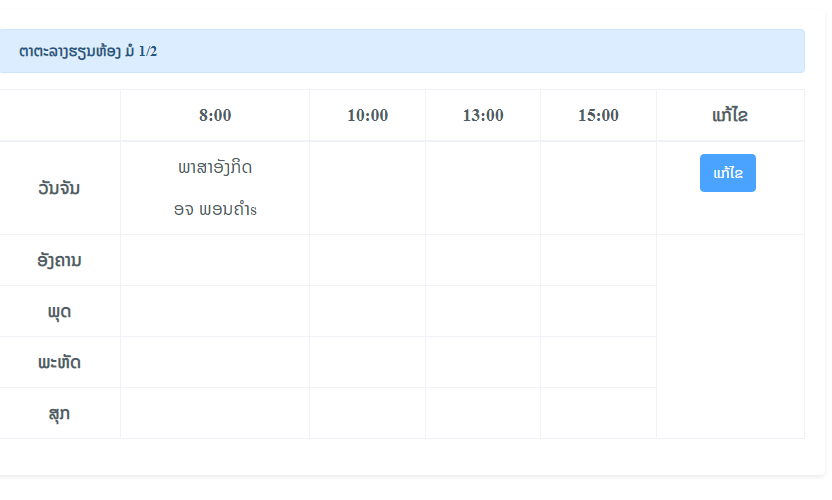 ຕາຕະລາງຮຽນຫ້ອງ ມໍ 1/2
8:00 10:00 13:00 15:00 ແກ້ໄຂ
ວັນຈັນ
ພາສາອັງກິດ
ອຈ ພອນຄຳs
ແກ້ໄຂ
ອັງຄານ
ພຸດ
ພະຫັດ
ສຸກ